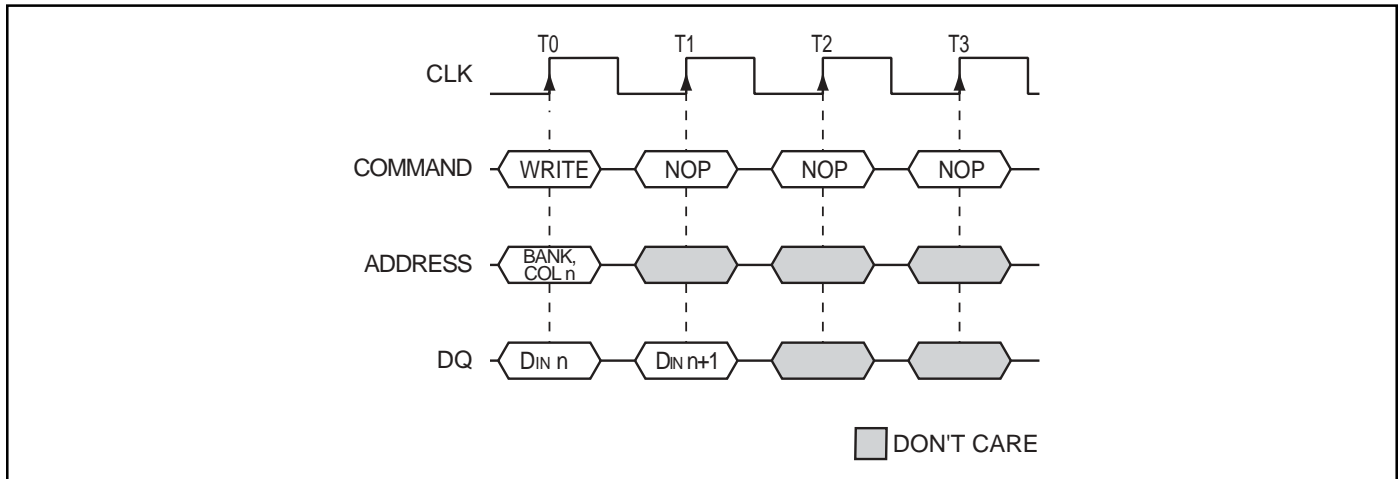 T0 T1 T2 T3
CLK
COMMAND WRITE NOP NOP NOP
ADDRESS BANK,
COL n
DQ DIN n DIN n+1
DON'T CARE